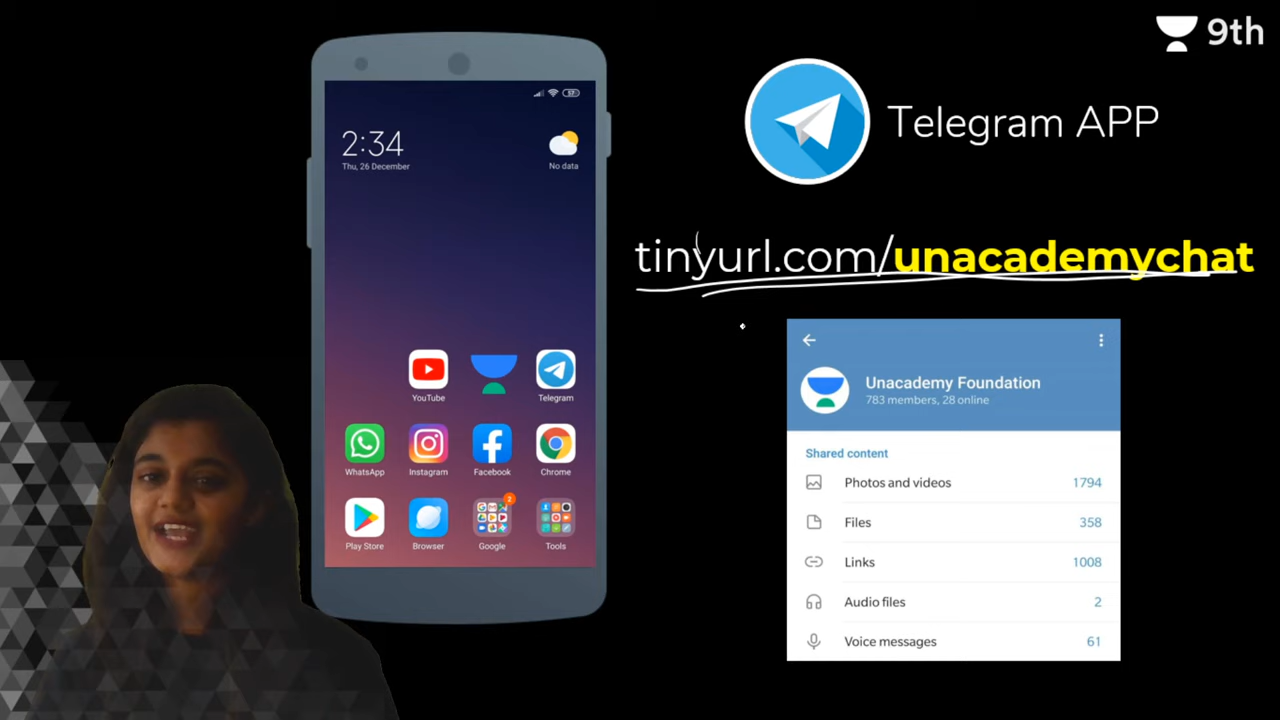 9th
Telegram APP
tinyurl.com/unacademychat
2:34
Thu, 26 December
57
No data
YouTube
Telegram
WhatsApp
Instagram
Facebook
Chrome
2
Play Store
Browser
Google
Tools
Unacademy Foundation
783 members, 28 online
Shared content
Photos and videos 1794
Files 358
Links 1008
Audio files 2
Voice messages 61